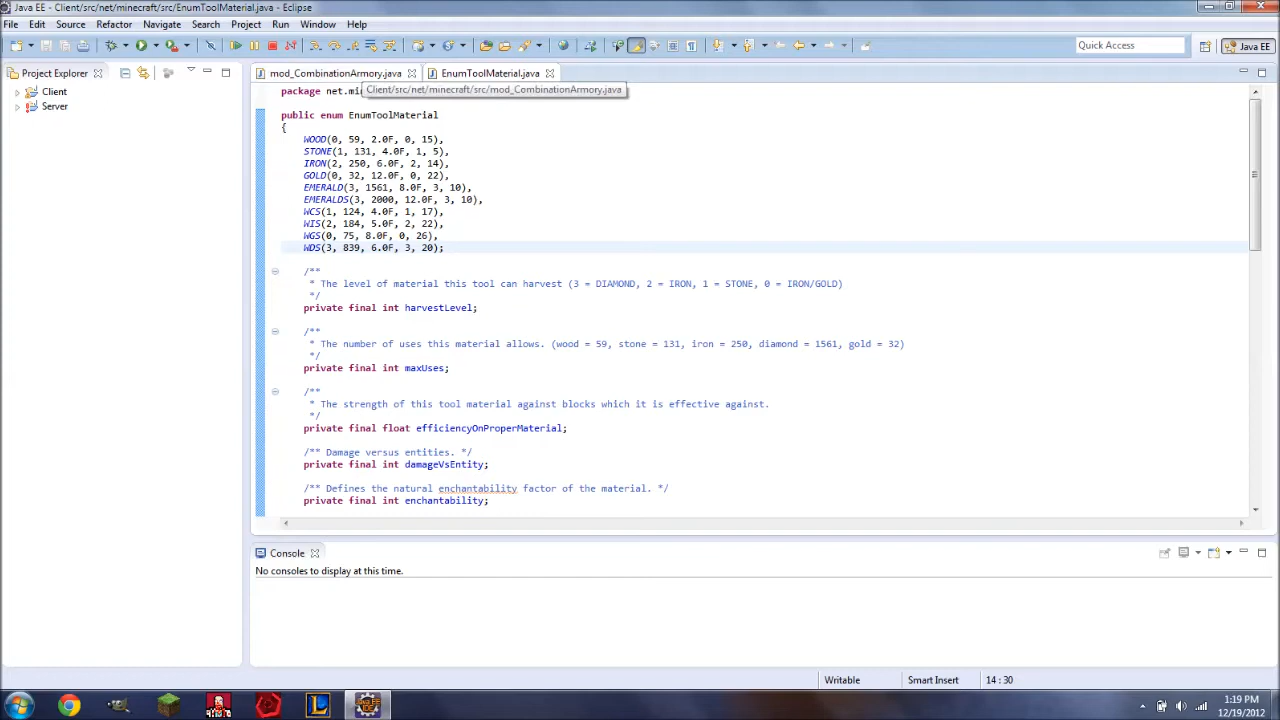 Java EE - Client/src/net/minecraft/src/EnumToolMaterial.java - Eclipse
File Edit Source Refactor Navigate Search Project Run Window Help
Quick Access
Java EE
Project Explorer
mod_CombinationArmory.java
EnumToolMaterial.java
Client
Server
package net.mi
Client/src/net/minecraft/src/mod_CombinationArmory.java
public enum EnumToolMaterial
{
WOOD(0, 59, 2.0F, 0, 15),
STONE(1, 131, 4.0F, 1, 5),
IRON(2, 250, 6.0F, 2, 14),
GOLD(0, 32, 12.0F, 0, 22),
EMERALD(3, 1561, 8.0F, 3, 10),
EMERALDS(3, 2000, 12.0F, 3, 10),
WCS(1, 124, 4.0F, 1, 17),
WIS(2, 184, 5.0F, 2, 22),
WGS(0, 75, 8.0F, 0, 26),
WDS(3, 839, 6.0F, 3, 20);
/**
* The level of material this tool can harvest (3 = DIAMOND, 2 = IRON, 1 = STONE, 0 = IRON/GOLD)
*/
private final int harvestLevel;
/**
* The number of uses this material allows. (wood = 59, stone = 131, iron = 250, diamond = 1561, gold = 32)
*/
private final int maxUses;
/**
* The strength of this tool material against blocks which it is effective against.
*/
private final float efficiencyOnProperMaterial;
/** Damage versus entities. */
private final int damageVsEntity;
/** Defines the natural enchantability factor of the material. */
private final int enchantability;
Console
No consoles to display at this time.
Writable
Smart Insert
14 : 30
1:19 PM
12/19/2012